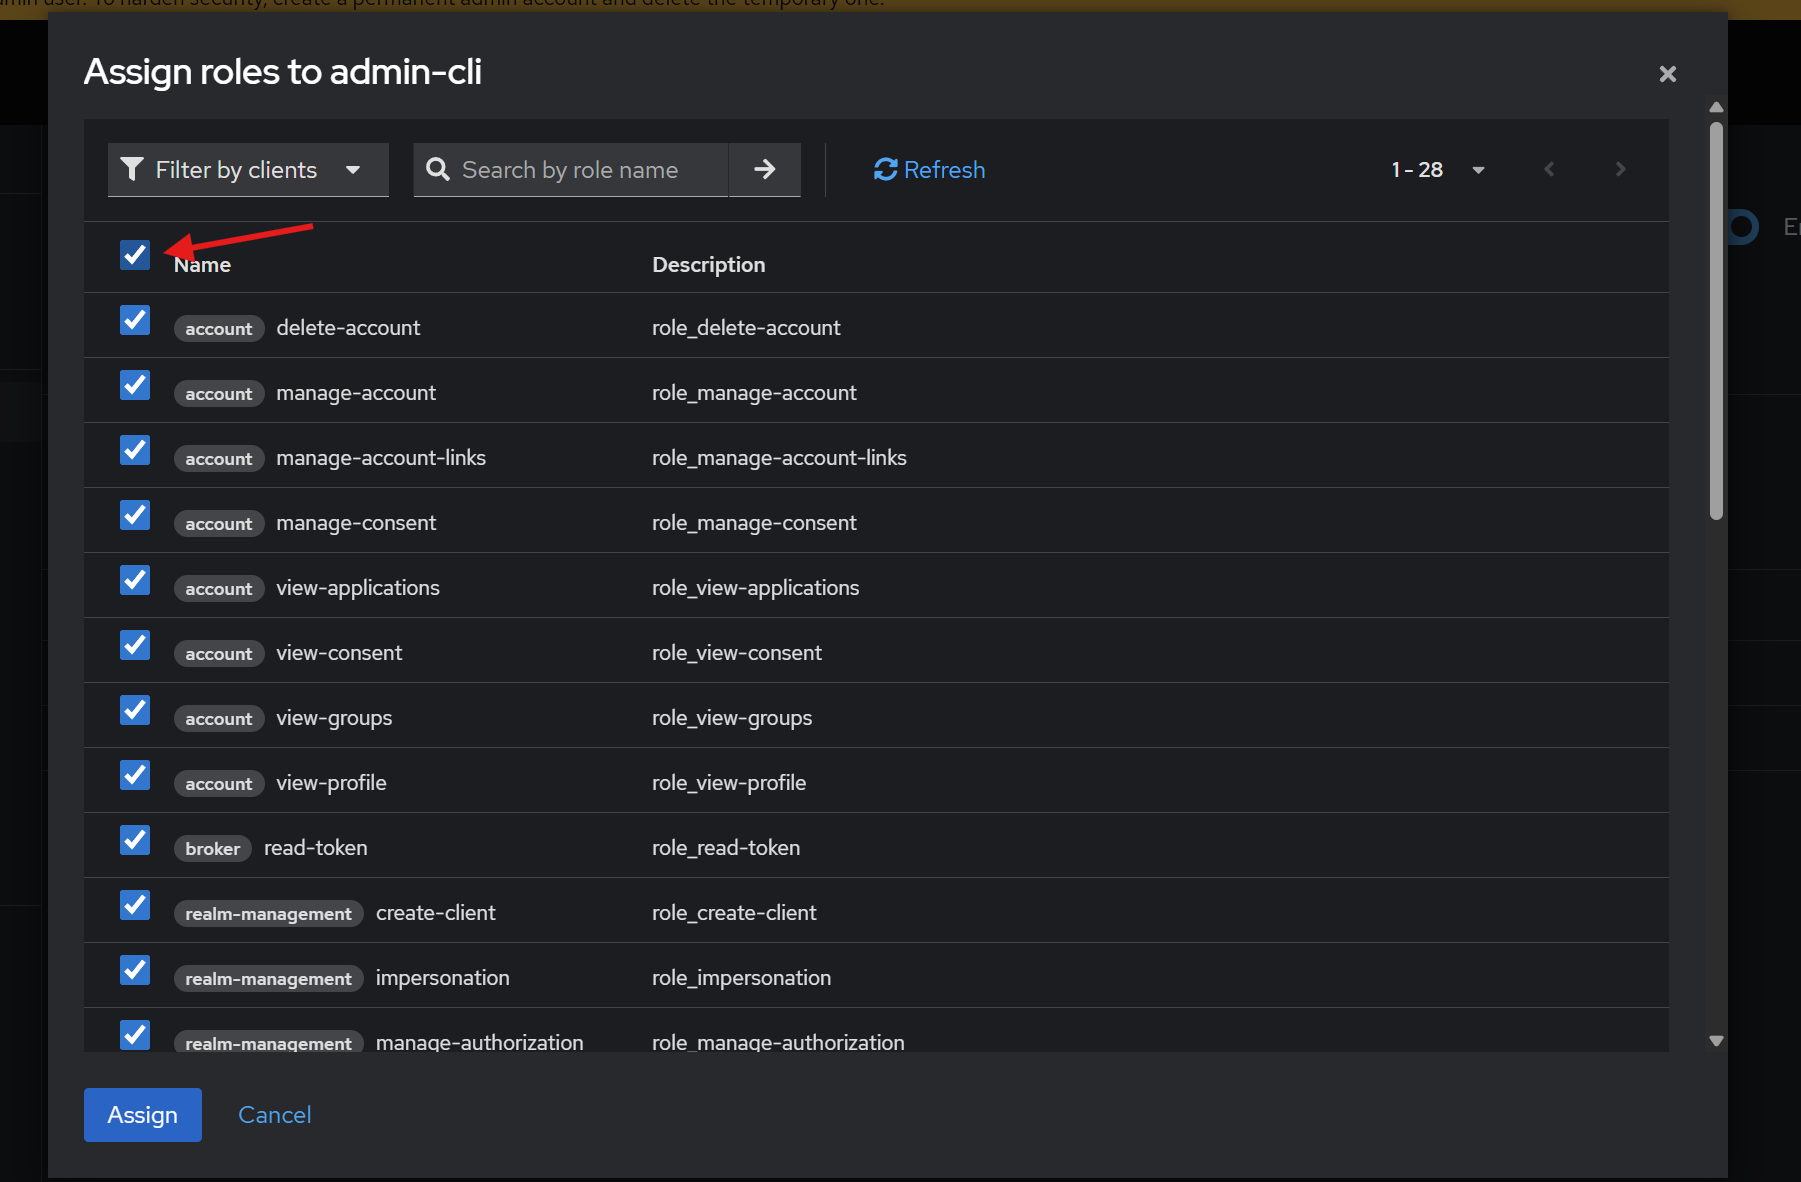 admin user. To harden security, create a permanent admin account and delete the temporary one.
Assign roles to admin-cli
Filter by clients
Search by role name
Refresh
1 - 28
Name Description
account delete-account role_delete-account
account manage-account role_manage-account
account manage-account-links role_manage-account-links
account manage-consent role_manage-consent
account view-applications role_view-applications
account view-consent role_view-consent
account view-groups role_view-groups
account view-profile role_view-profile
broker read-token role_read-token
realm-management create-client role_create-client
realm-management impersonation role_impersonation
realm-management manage-authorization role_manage-authorization
Assign Cancel